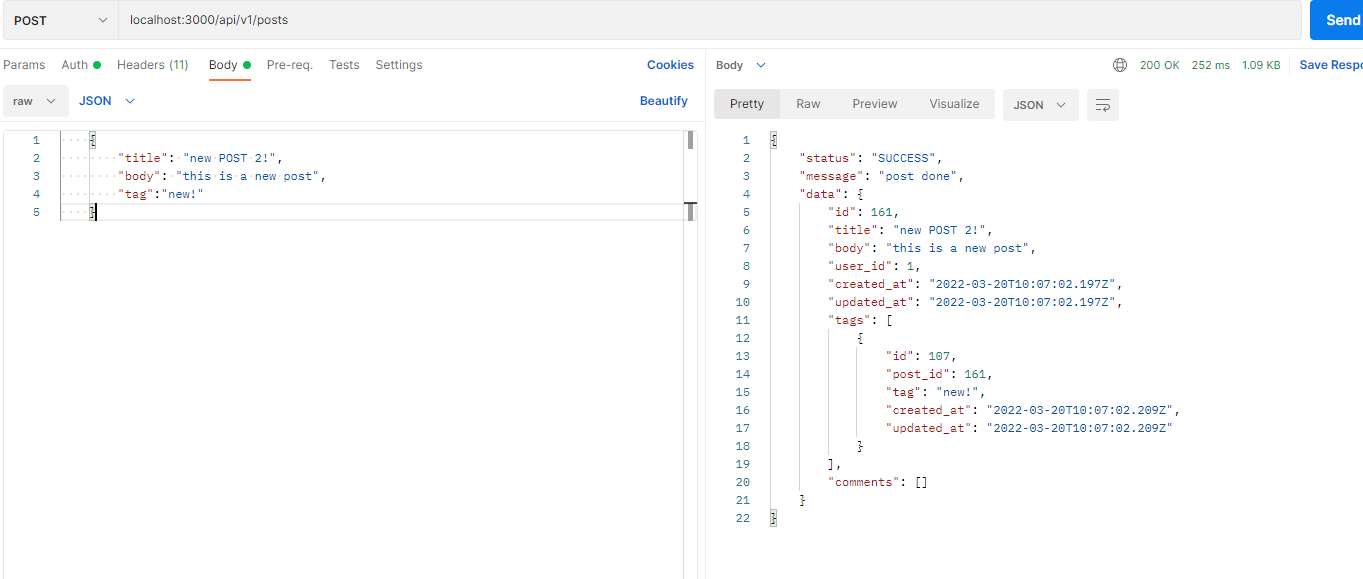 POST localhost:3000/api/v1/posts Send
Params Auth Headers (11) Body Pre-req. Tests Settings Cookies
raw JSON Beautify
1 {
2 "title": "new POST 2!",
3 "body": "this is a new post",
4 "tag":"new!"
5 }
Body 200 OK 252 ms 1.09 KB Save Respo
Pretty Raw Preview Visualize JSON
1 {
2 "status": "SUCCESS",
3 "message": "post done",
4 "data": {
5 "id": 161,
6 "title": "new POST 2!",
7 "body": "this is a new post",
8 "user_id": 1,
9 "created_at": "2022-03-20T10:07:02.197Z",
10 "updated_at": "2022-03-20T10:07:02.197Z",
11 "tags": [
12 {
13 "id": 107,
14 "post_id": 161,
15 "tag": "new!",
16 "created_at": "2022-03-20T10:07:02.209Z",
17 "updated_at": "2022-03-20T10:07:02.209Z"
18 }
19 ],
20 "comments": []
21 }
22 }